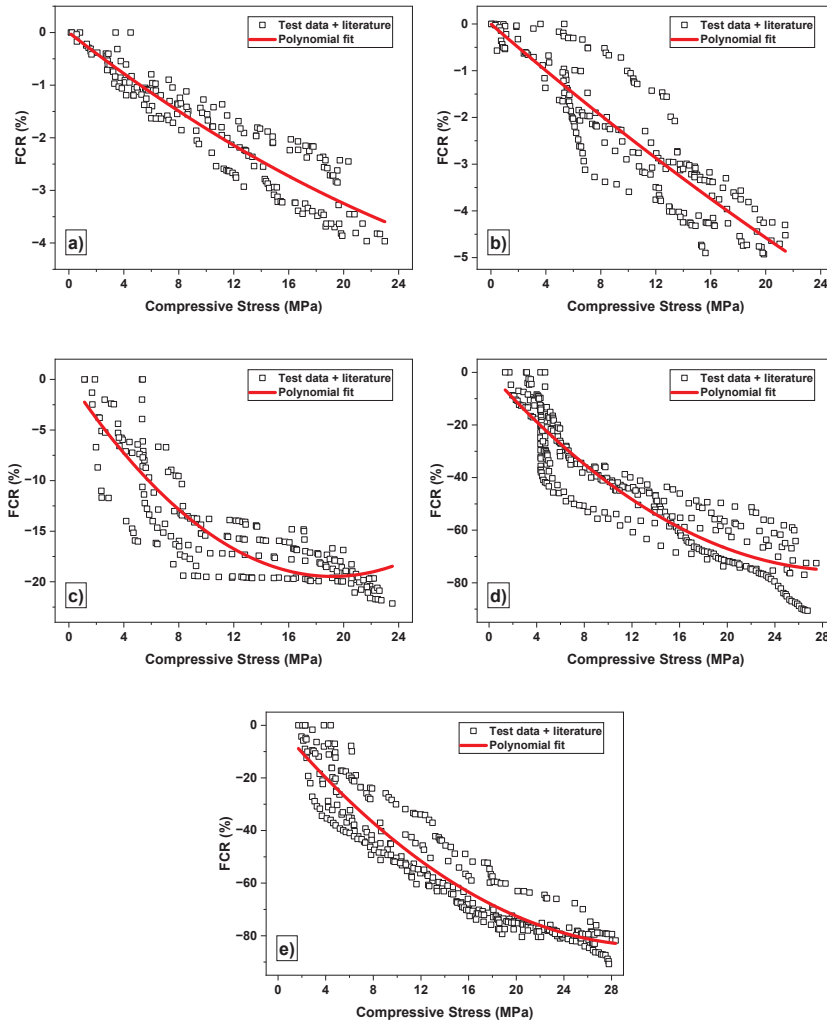 Test data + literature
Polynomial fit
0
−1
−2
−3
−4
FCR (%)
a)
0 4 8 12 16 20 24
Compressive Stress (MPa)
Test data + literature
Polynomial fit
0
−1
−2
−3
−4
−5
FCR (%)
b)
0 4 8 12 16 20 24
Compressive Stress (MPa)
Test data + literature
Polynomial fit
0
−5
−10
−15
−20
FCR (%)
c)
0 4 8 12 16 20 24
Compressive Stress (MPa)
Test data + literature
Polynomial fit
0
−20
−40
−60
−80
FCR (%)
d)
0 4 8 12 16 20 24 28
Compressive Stress (MPa)
Test data + literature
Polynomial fit
0
−20
−40
−60
−80
FCR (%)
e)
0 4 8 12 16 20 24 28
Compressive Stress (MPa)